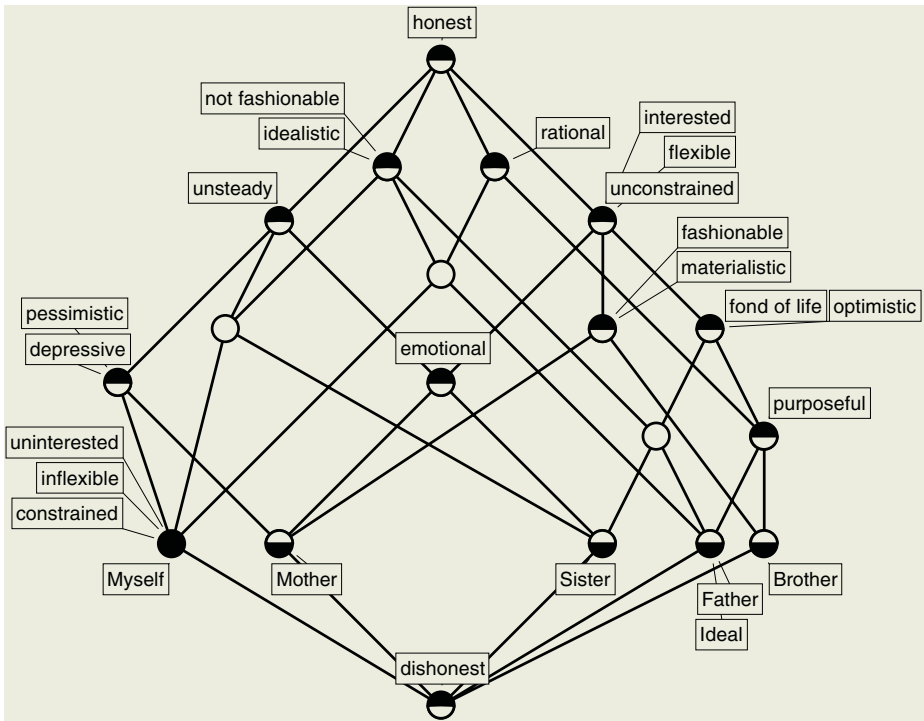 honest
not fashionable
idealistic
rational
interested
flexible
unsteady
unconstrained
fashionable
materialistic
fond of life
optimistic
pessimistic
depressive
emotional
purposeful
uninterested
inflexible
constrained
Myself
Mother
Sister
Brother
Father
Ideal
dishonest